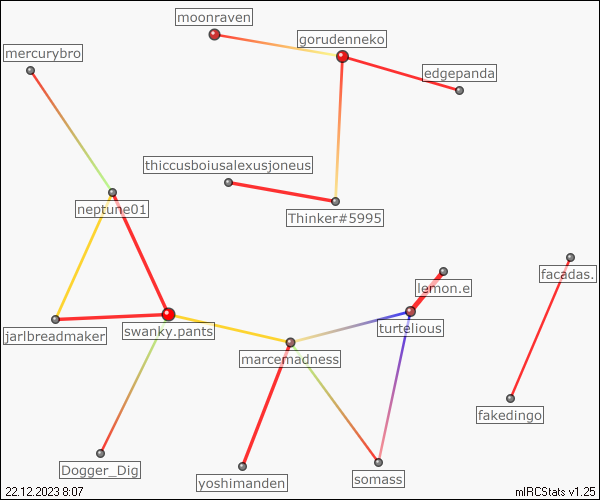 moonraven
gorudenneko
mercurybro
edgepanda
thiccusboiusalexusjoneus
neptune01
Thinker#5995
facadas.
lemon.e
jarlbreadmaker
swanky.pants
turtelious
marcemadness
fakedingo
Dogger_Dig
yoshimanden
somass
22.12.2023 8:07
mIRCStats v1.25